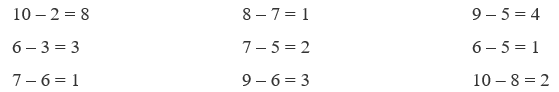 10 – 2 = 8 8 – 7 = 1 9 – 5 = 4
6 – 3 = 3 7 – 5 = 2 6 – 5 = 1
7 – 6 = 1 9 – 6 = 3 10 – 8 = 2